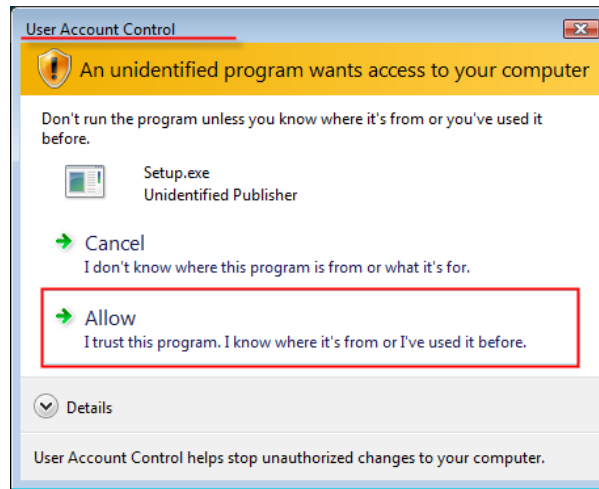 User Account Control
An unidentified program wants access to your computer
Don't run the program unless you know where it's from or you've used it
before.
Setup.exe
Unidentified Publisher
Cancel
I don't know where this program is from or what it's for.
Allow
I trust this program. I know where it's from or I've used it before.
Details
User Account Control helps stop unauthorized changes to your computer.